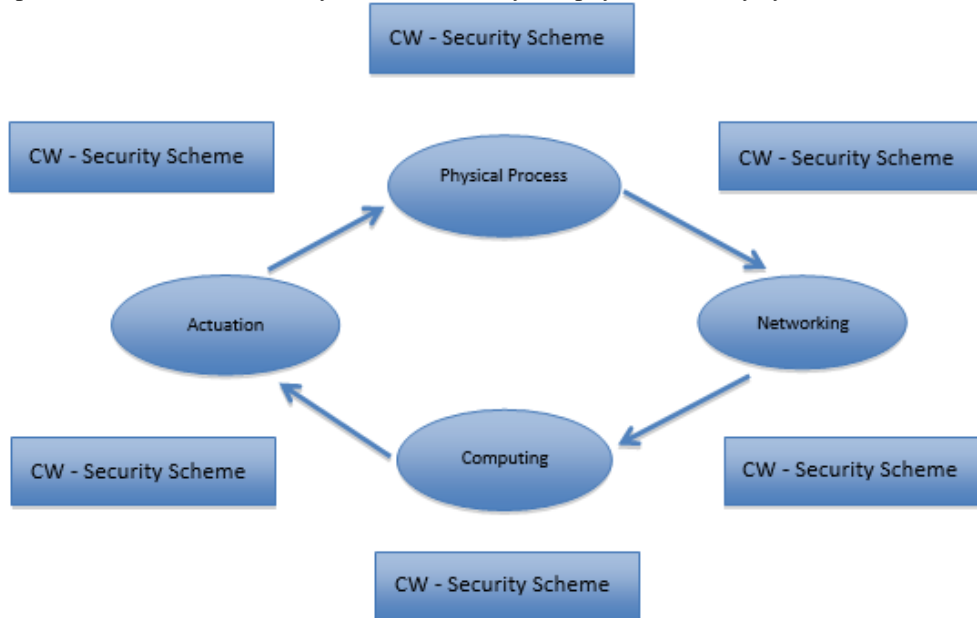 CW - Security Scheme
CW - Security Scheme
CW - Security Scheme
Physical Process
Actuation
Networking
Computing
CW - Security Scheme
CW - Security Scheme
CW - Security Scheme